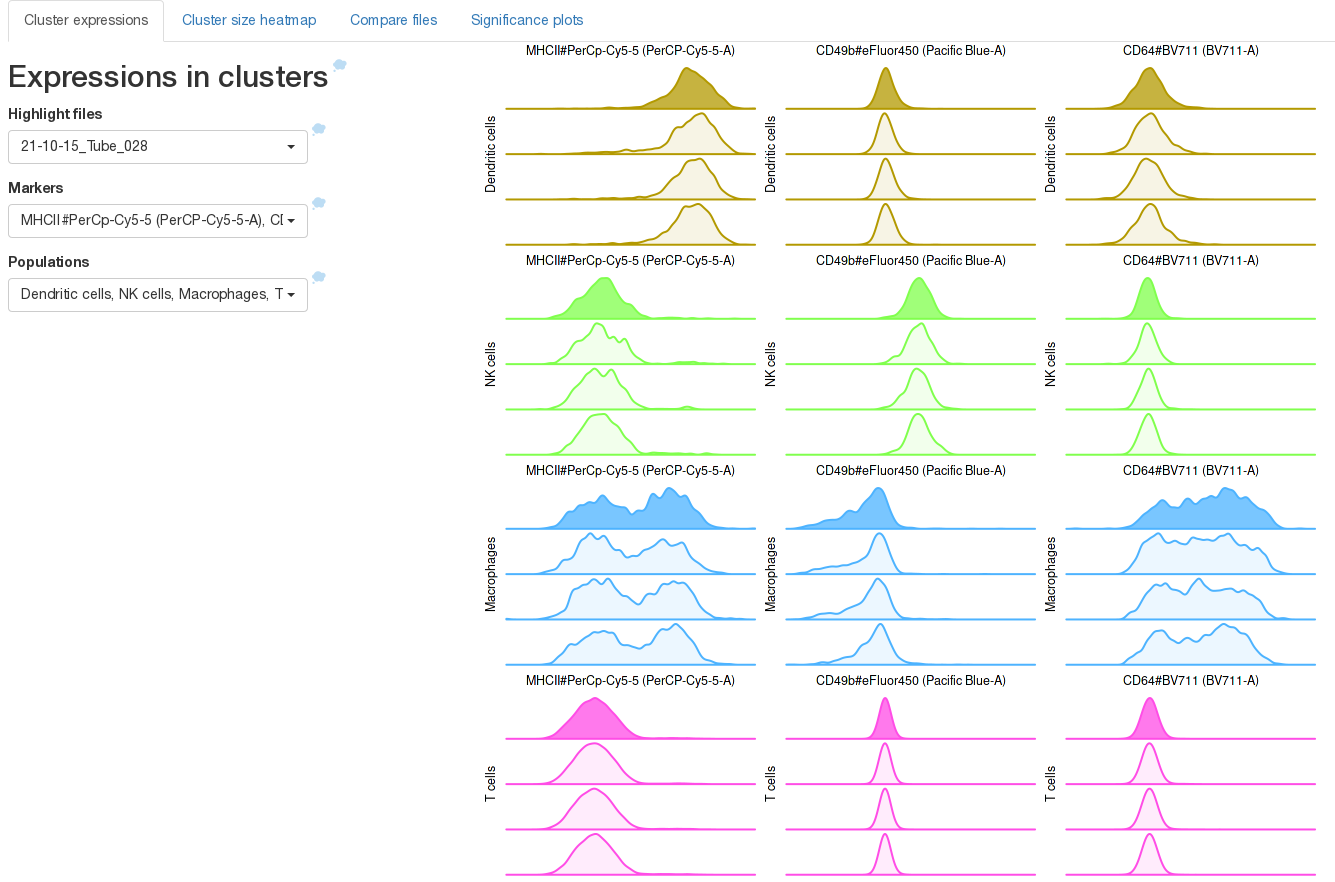 Cluster expressions Cluster size heatmap Compare files Significance plots
Expressions in clusters
Highlight files
21-10-15_Tube_028
Markers
MHCII#PerCp-Cy5-5 (PerCP-Cy5-5-A), CD
Populations
Dendritic cells, NK cells, Macrophages, T
MHCII#PerCp-Cy5-5 (PerCP-Cy5-5-A) CD49b#eFluor450 (Pacific Blue-A) CD64#BV711 (BV711-A)
Dendritic cells Dendritic cells Dendritic cells
MHCII#PerCp-Cy5-5 (PerCP-Cy5-5-A) CD49b#eFluor450 (Pacific Blue-A) CD64#BV711 (BV711-A)
NK cells NK cells NK cells
MHCII#PerCp-Cy5-5 (PerCP-Cy5-5-A) CD49b#eFluor450 (Pacific Blue-A) CD64#BV711 (BV711-A)
Macrophages Macrophages Macrophages
MHCII#PerCp-Cy5-5 (PerCP-Cy5-5-A) CD49b#eFluor450 (Pacific Blue-A) CD64#BV711 (BV711-A)
T cells T cells T cells